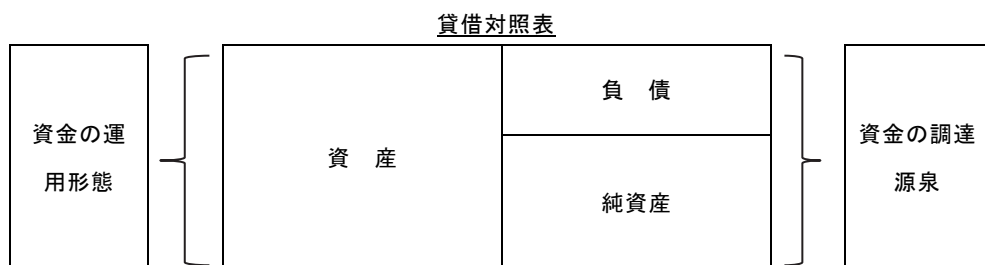 貸借対照表
資金の運
用形態
資　産
負　債
純資産
資金の調達
源泉